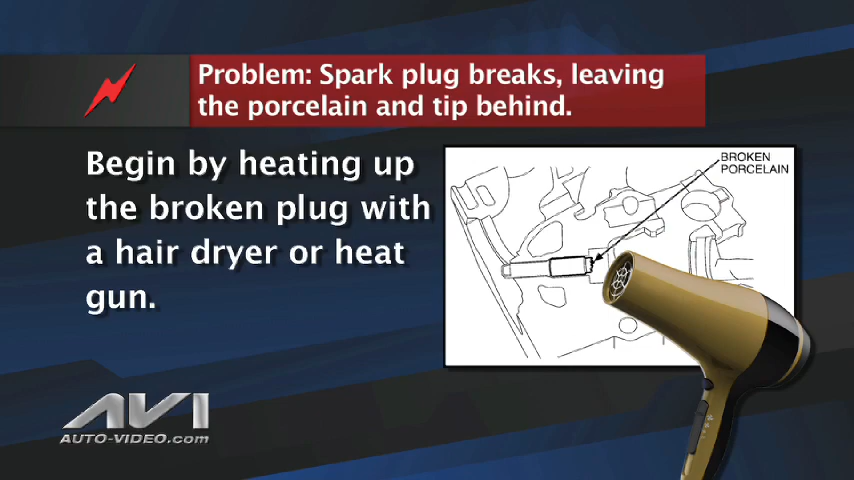 Problem: Spark plug breaks, leaving
the porcelain and tip behind.
Begin by heating up
the broken plug with
a hair dryer or heat
gun.
BROKEN
PORCELAIN
AVI
AUTO-VIDEO.com